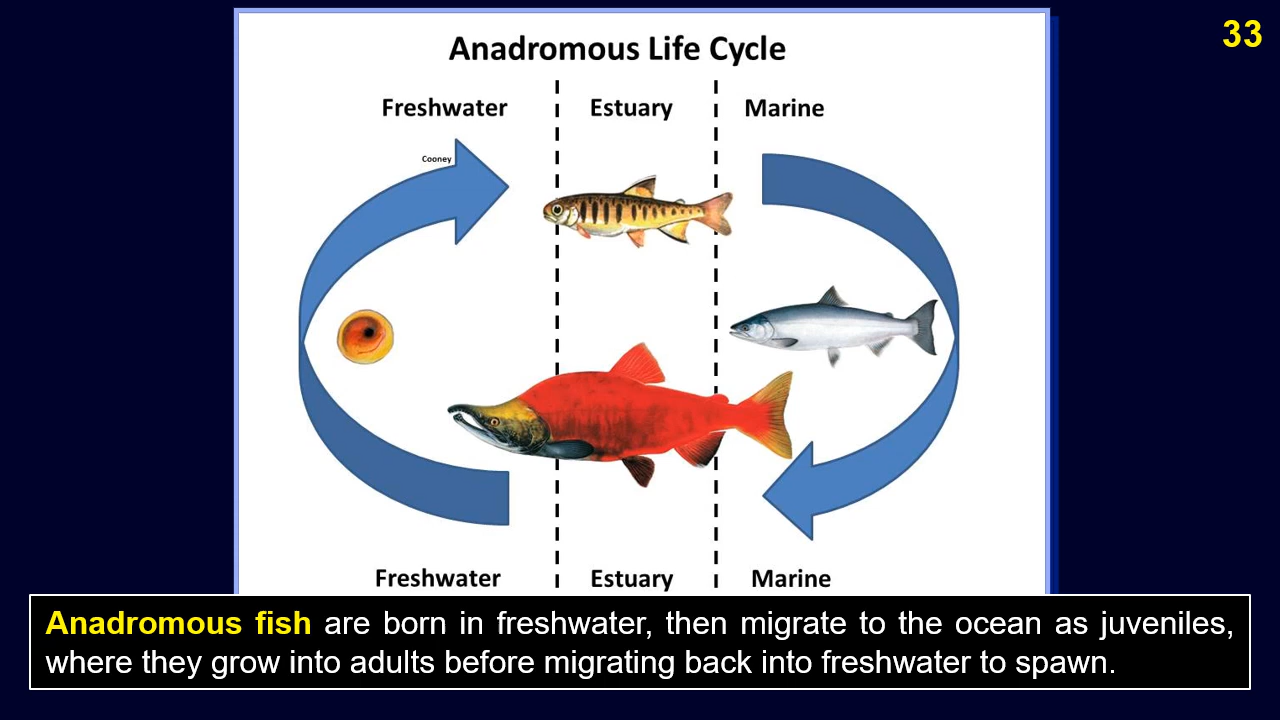 33
Anadromous Life Cycle
Freshwater Estuary Marine
Cooney
Freshwater Estuary Marine
Anadromous fish are born in freshwater, then migrate to the ocean as juveniles,
where they grow into adults before migrating back into freshwater to spawn.